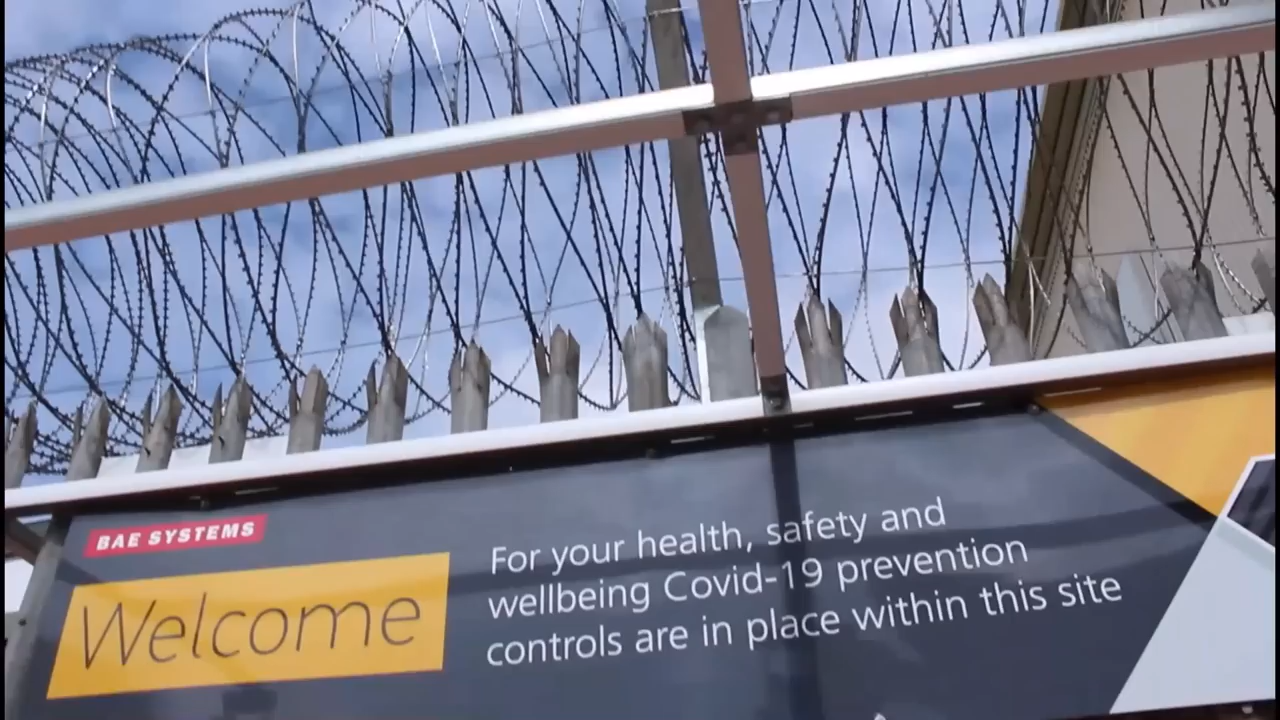 BAE SYSTEMS
Welcome
For your health, safety and
wellbeing Covid-19 prevention
controls are in place within this site